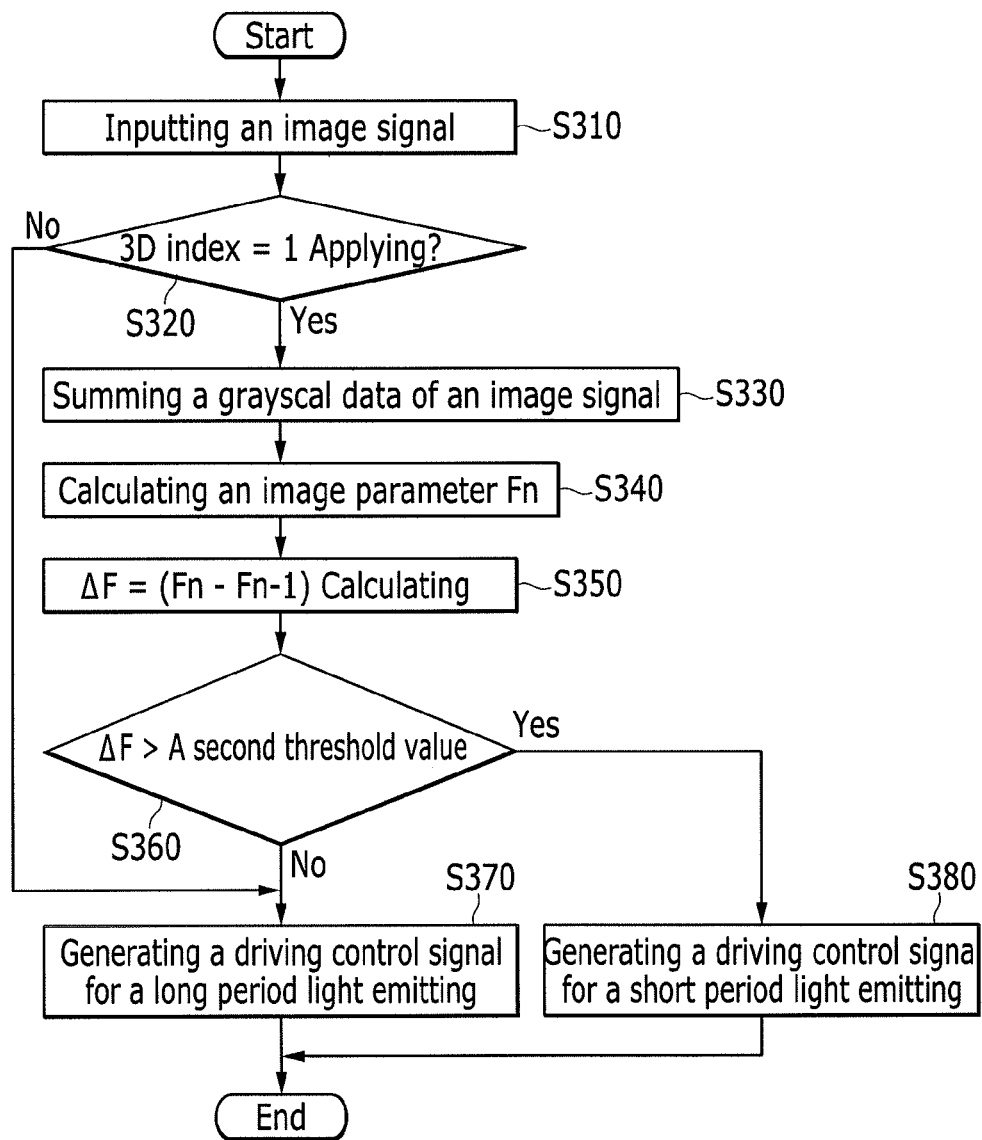 Start
Inputting an image signal
S310
No
3D index = 1 Applying?
S320
Yes
Summing a grayscal data of an image signal
S330
Calculating an image parameter Fn
S340
ΔF = (Fn - Fn-1) Calculating
S350
Yes
ΔF > A second threshold value
S360
No
S370
S380
Generating a driving control signal
for a long period light emitting
Generating a driving control signa
for a short period light emitting
End